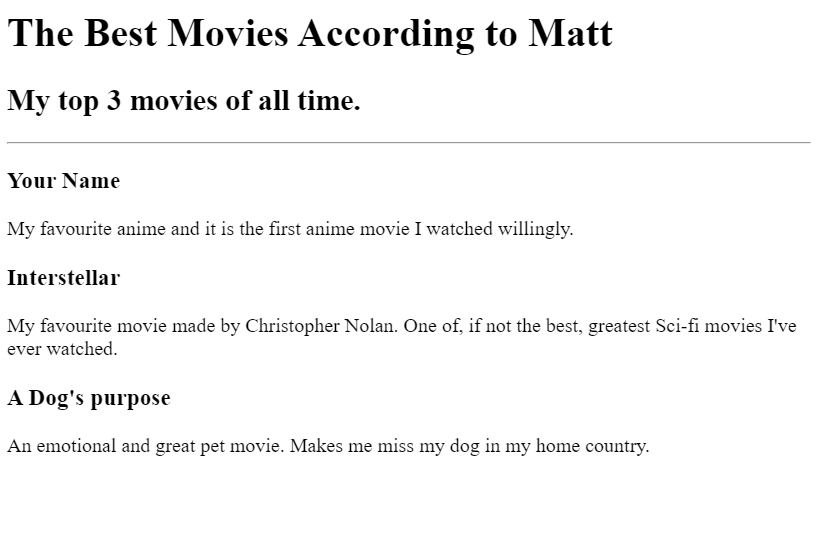 The Best Movies According to Matt
My top 3 movies of all time.
Your Name
My favourite anime and it is the first anime movie I watched willingly.
Interstellar
My favourite movie made by Christopher Nolan. One of, if not the best, greatest Sci-fi movies I've
ever watched.
A Dog's purpose
An emotional and great pet movie. Makes me miss my dog in my home country.